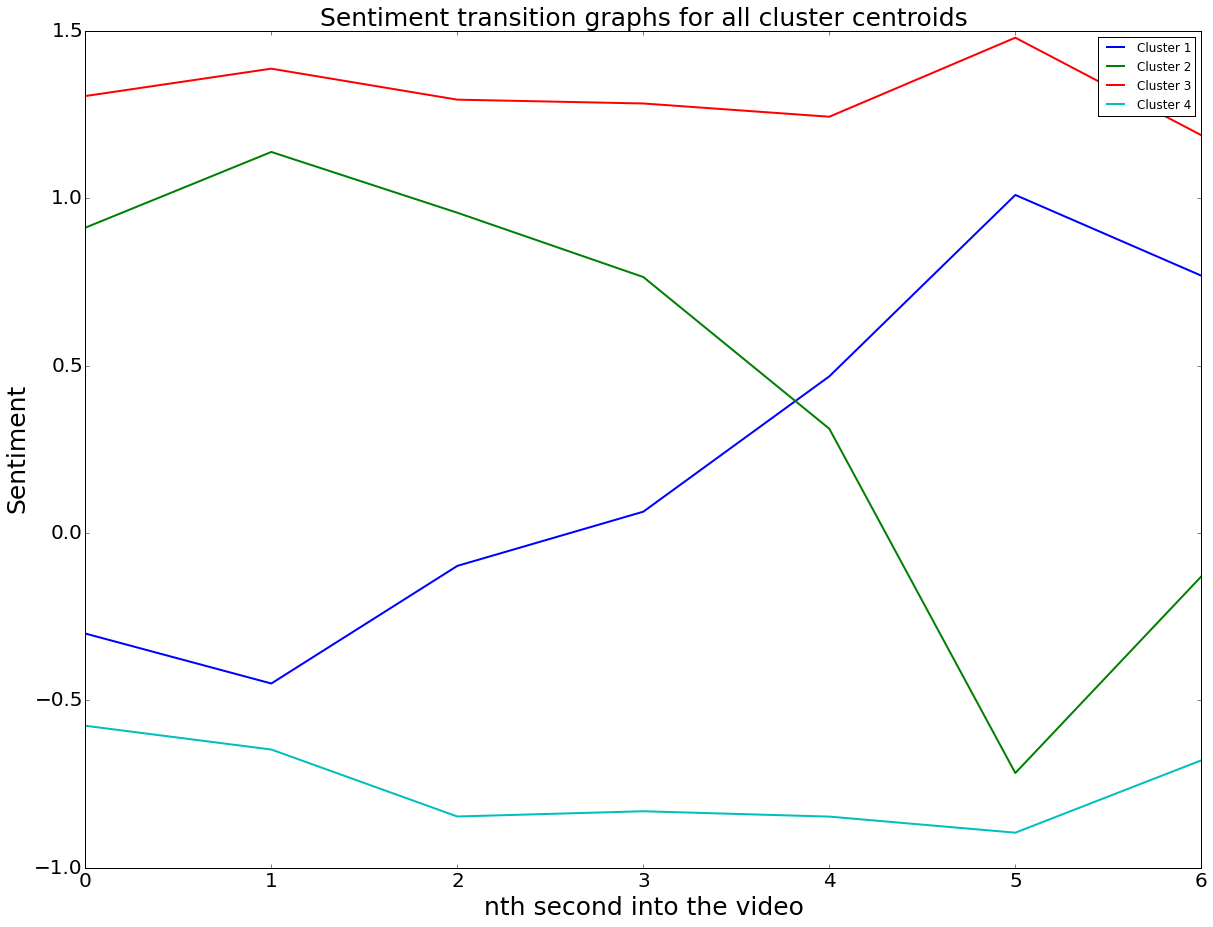 Sentiment transition graphs for all cluster centroids
1.5
1.0
0.5
0.0
−0.5
−1.0
Sentiment
0 1 2 3 4 5 6
nth second into the video
Cluster 1
Cluster 2
Cluster 3
Cluster 4